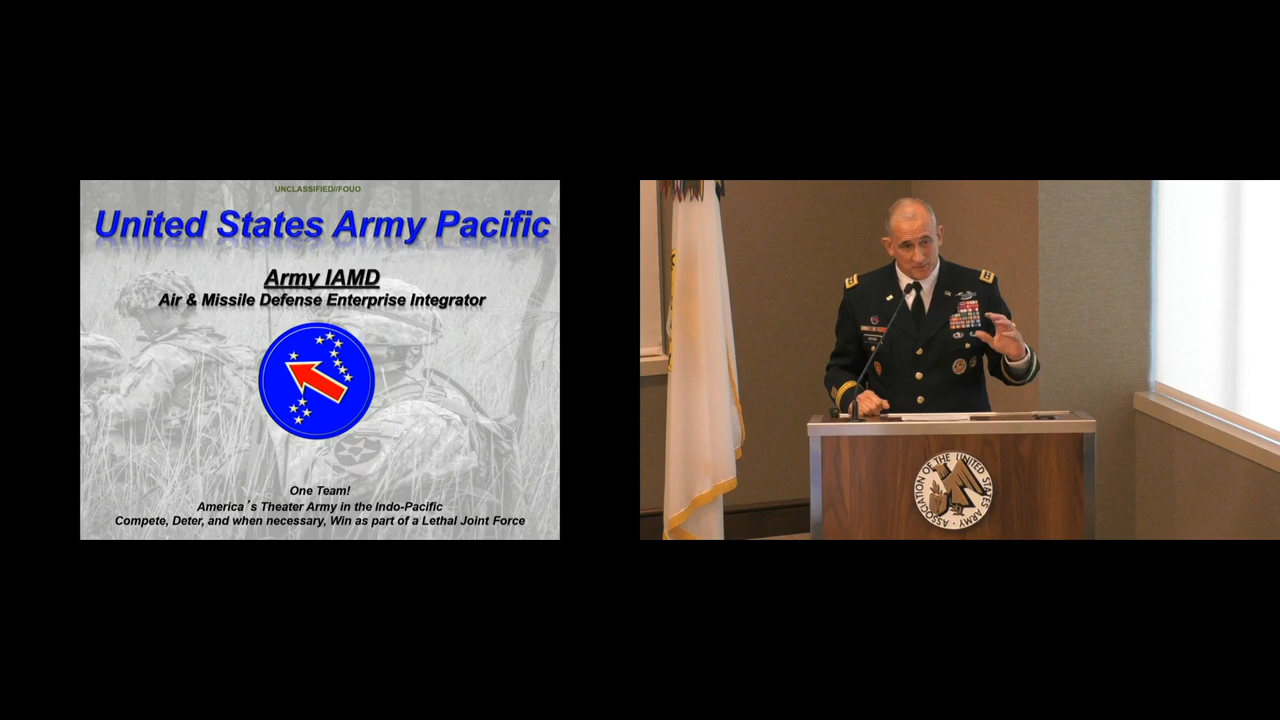 UNCLASSIFIED//FOUO
United States Army Pacific
Army IAMD
Air & Missile Defense Enterprise Integrator
One Team!
America's Theater Army in the Indo-Pacific
Compete, Deter, and when necessary, Win as part of a Lethal Joint Force
ASSOCIATION OF THE UNITED STATES ARMY